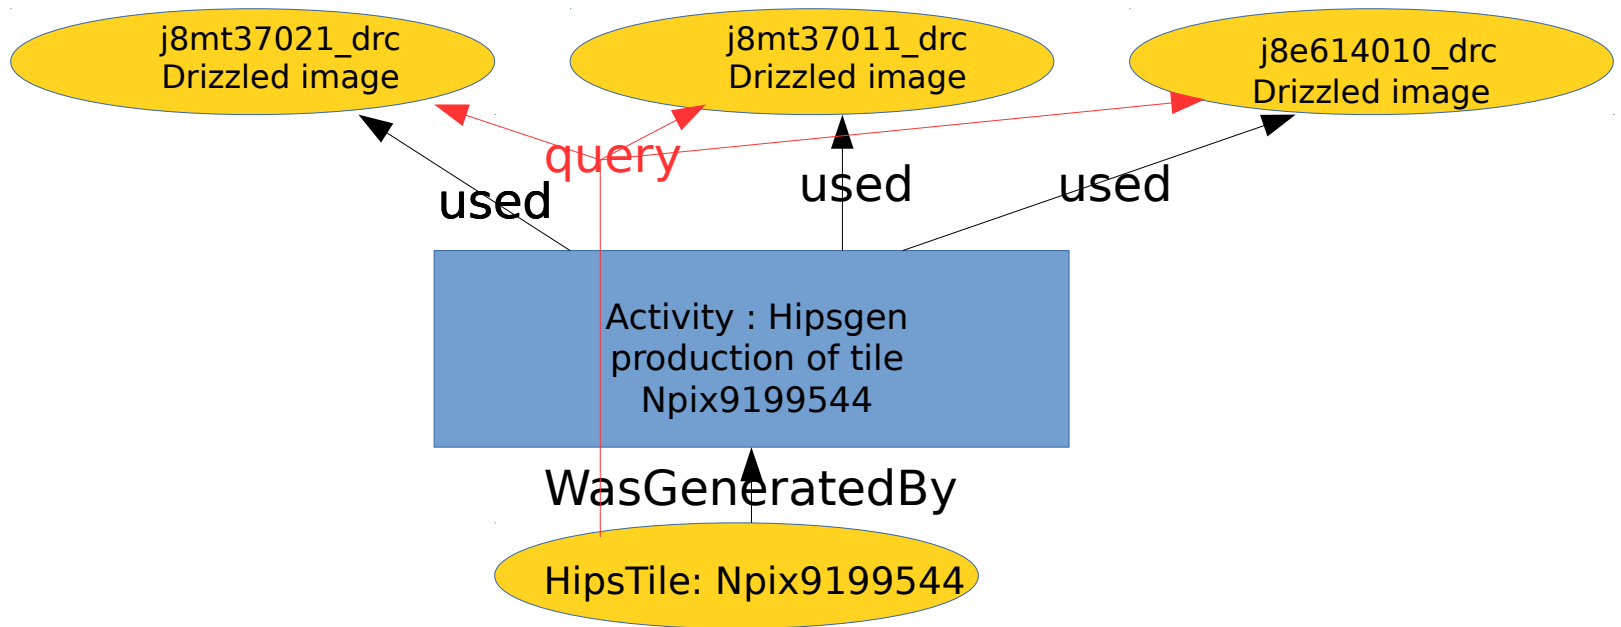 j8mt37021_drc
Drizzled image
j8mt37011_drc
Drizzled image
j8e614010_drc
Drizzled image
query
used
used
used
Activity : Hipsgen
production of tile
Npix9199544
WasGeneratedBy
HipsTile: Npix9199544